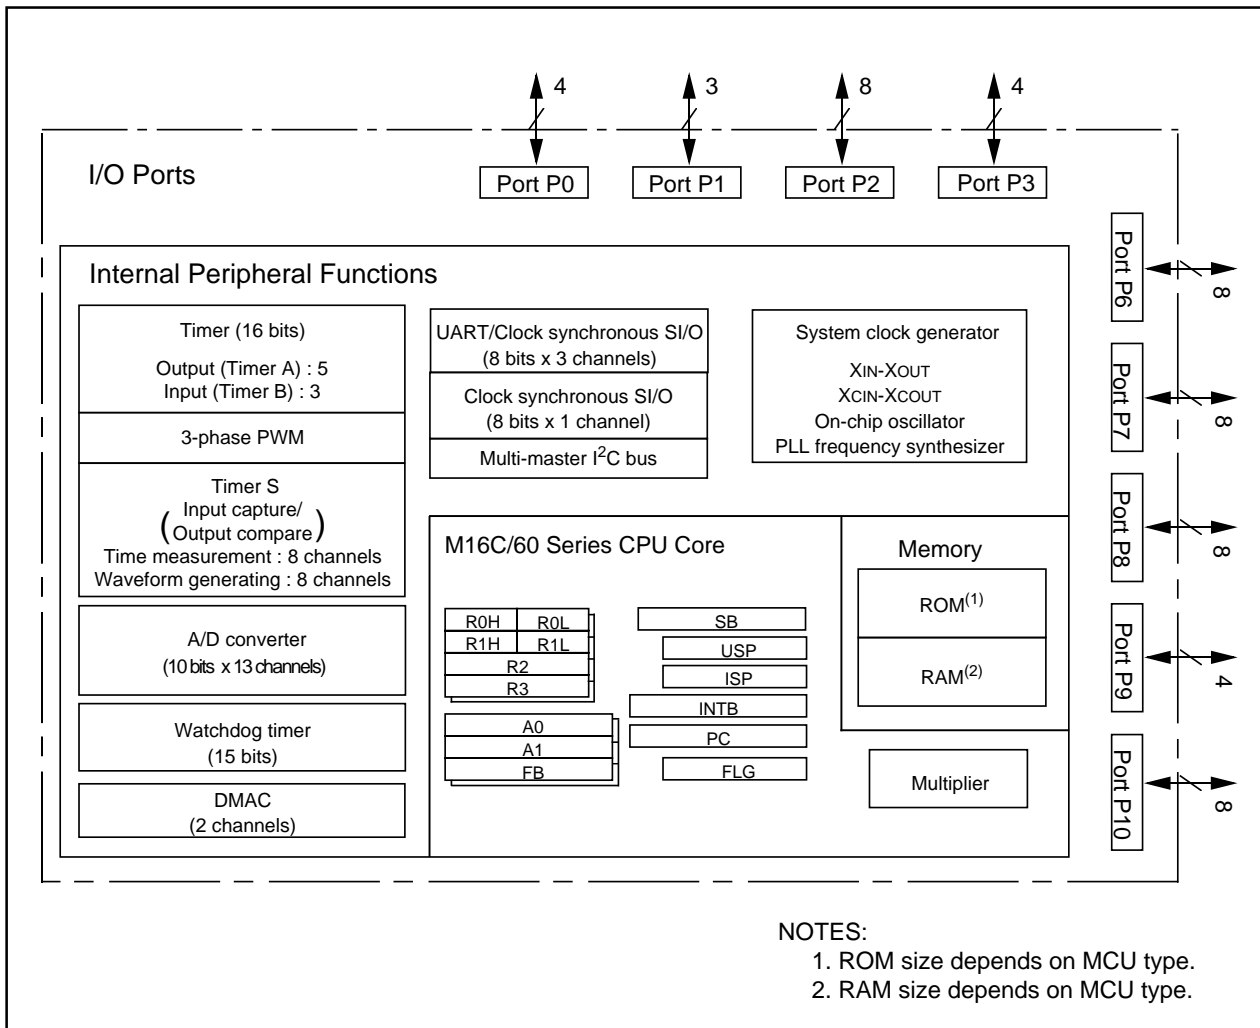 4
3
8
4
I/O Ports
Port P0
Port P1
Port P2
Port P3
Internal Peripheral Functions
Timer (16 bits)
Output (Timer A) : 5
Input (Timer B) : 3
3-phase PWM
Timer S
(Input capture/
Output compare)
Time measurement : 8 channels
Waveform generating : 8 channels
A/D converter
(10 bits x 13 channels)
Watchdog timer
(15 bits)
DMAC
(2 channels)
UART/Clock synchronous SI/O
(8 bits x 3 channels)
Clock synchronous SI/O
(8 bits x 1 channel)
Multi-master I²C bus
System clock generator
XIN-XOUT
XCIN-XCOUT
On-chip oscillator
PLL frequency synthesizer
M16C/60 Series CPU Core
R0H
R0L
R1H
R1L
R2
R3
A0
A1
FB
SB
USP
ISP
INTB
PC
FLG
Memory
ROM(1)
RAM(2)
Multiplier
Port P6
8
Port P7
8
Port P8
8
Port P9
4
Port P10
8
NOTES:
1. ROM size depends on MCU type.
2. RAM size depends on MCU type.